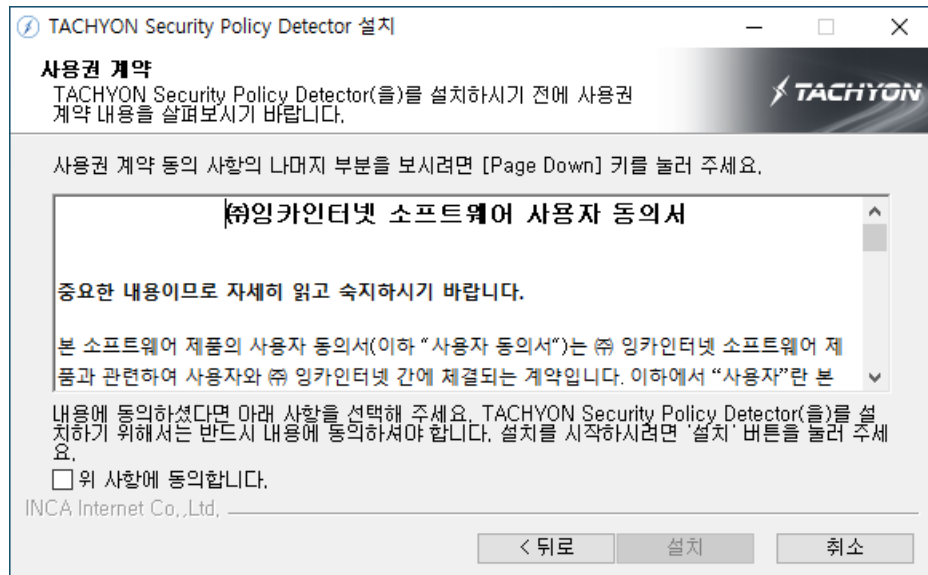 TACHYON Security Policy Detector 설치
사용권 계약
TACHYON Security Policy Detector(을)를 설치하시기 전에 사용권
계약 내용을 살펴보시기 바랍니다.
TACHYON
사용권 계약 동의 사항의 나머지 부분을 보시려면 [Page Down] 키를 눌러 주세요.
㈜잉카인터넷 소프트웨어 사용자 동의서
중요한 내용이므로 자세히 읽고 숙지하시기 바랍니다.
본 소프트웨어 제품의 사용자 동의서(이하 “사용자 동의서“)는 ㈜ 잉카인터넷 소프트웨어 제
품과 관련하여 사용자와 ㈜ 잉카인터넷 간에 체결되는 계약입니다. 이하에서 “사용자”란 본
내용에 동의하셨다면 아래 사항을 선택해 주세요. TACHYON Security Policy Detector(을)를 설
치하기 위해서는 반드시 내용에 동의하셔야 합니다. 설치를 시작하시려면 '설치' 버튼을 눌러 주세
요.
위 사항에 동의합니다.
INCA Internet Co.,Ltd.
< 뒤로
설치
취소